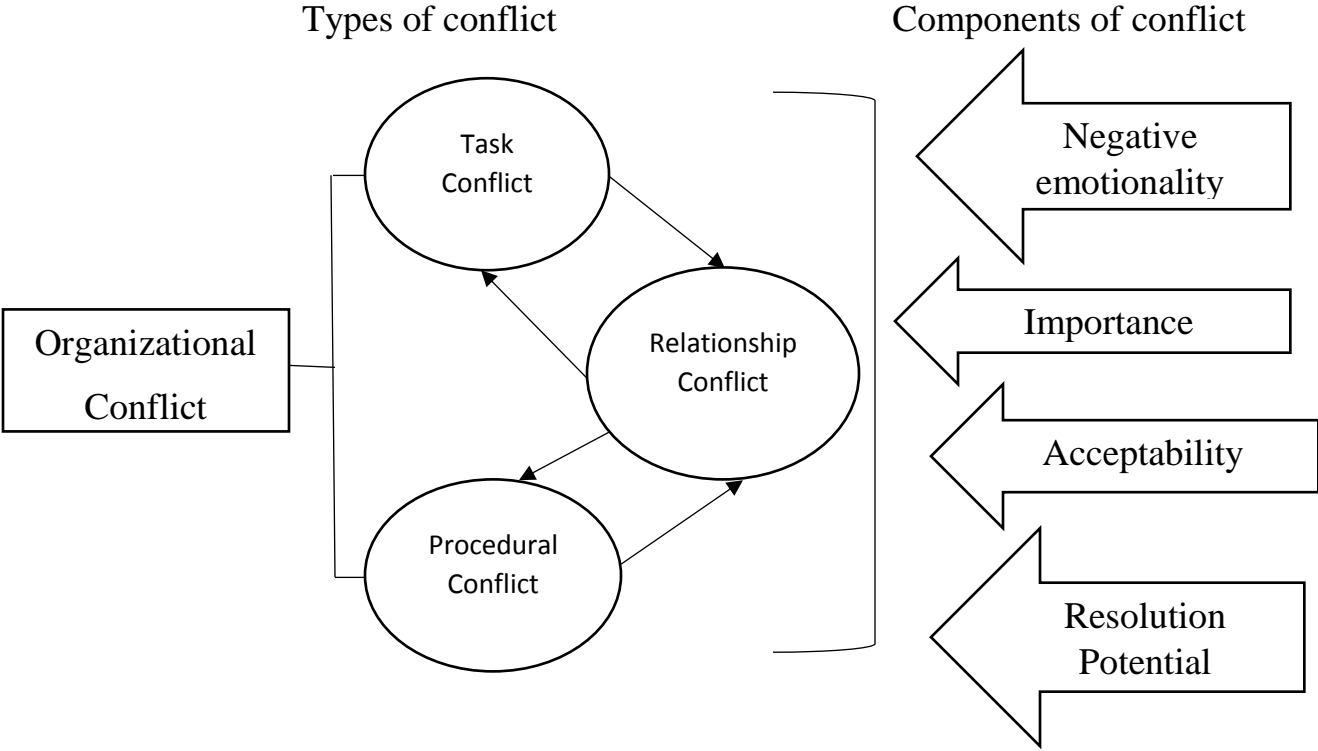 Types of conflict
Components of conflict
Task
Conflict
Negative
emotionality
Organizational
Conflict
Relationship
Conflict
Importance
Acceptability
Procedural
Conflict
Resolution
Potential